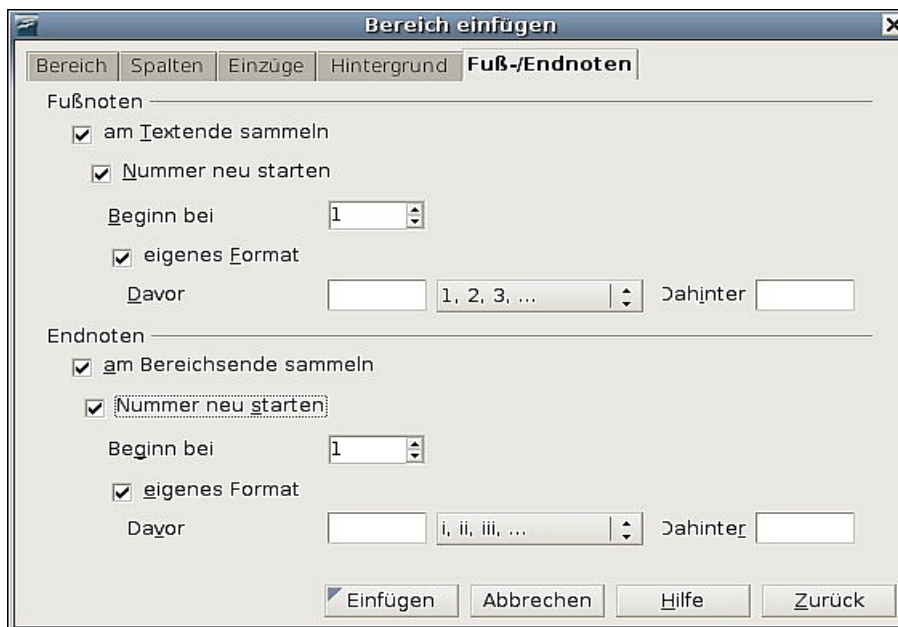 Bereich einfügen
Bereich Spalten Einzüge Hintergrund Fuß-/Endnoten
Fußnoten
am Textende sammeln
Nummer neu starten
Beginn bei 1
eigenes Format
Davor 1, 2, 3, ... Dahinter
Endnoten
am Bereichsende sammeln
Nummer neu starten
Beginn bei 1
eigenes Format
Davor i, ii, iii, ... Dahinter
Einfügen Abbrechen Hilfe Zurück